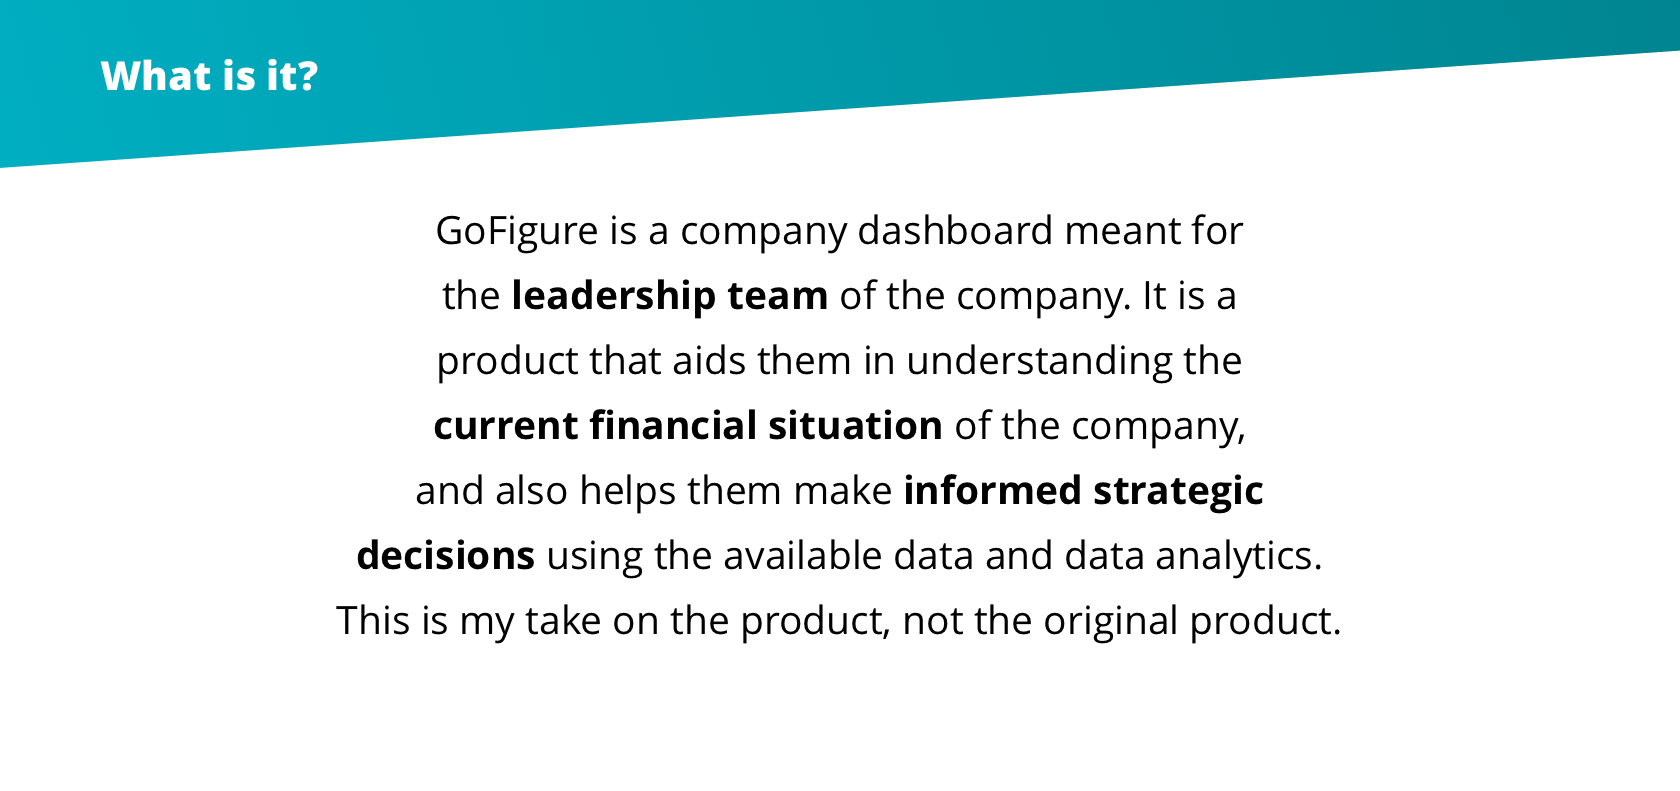 What is it?
GoFigure is a company dashboard meant for
the leadership team of the company. It is a
product that aids them in understanding the
current financial situation of the company,
and also helps them make informed strategic
decisions using the available data and data analytics.
This is my take on the product, not the original product.